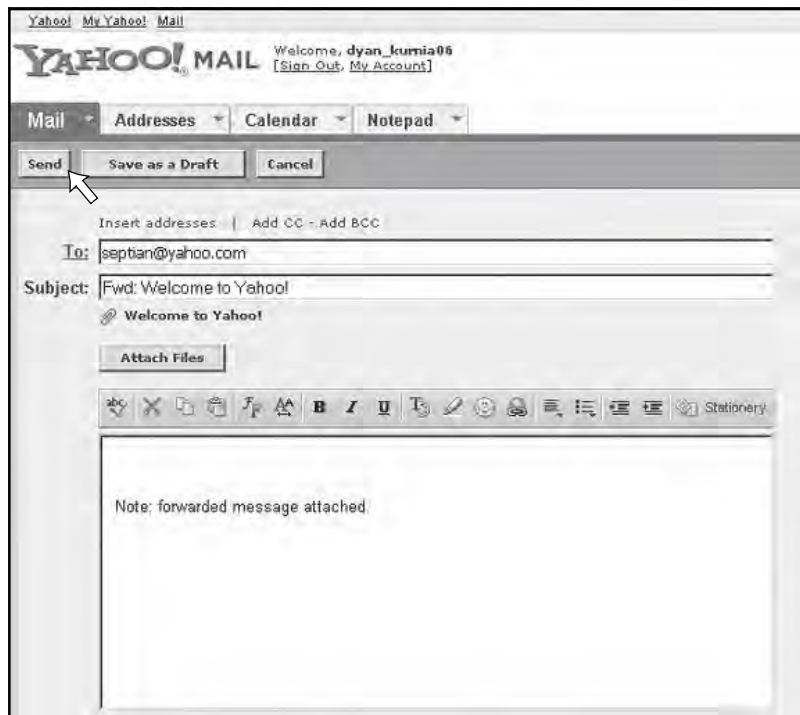 Yahoo! My Yahoo! Mail
YAHOO! MAIL Welcome, dyan_kurnia06
[Sign Out, My Account]
Mail Addresses Calendar Notepad
Send Save as a Draft Cancel
Insert addresses | Add CC - Add BCC
To: septian@yahoo.com
Subject: Fwd: Welcome to Yahoo!
Welcome to Yahoo!
Attach Files
abc B I U Stationery
Note: forwarded message attached